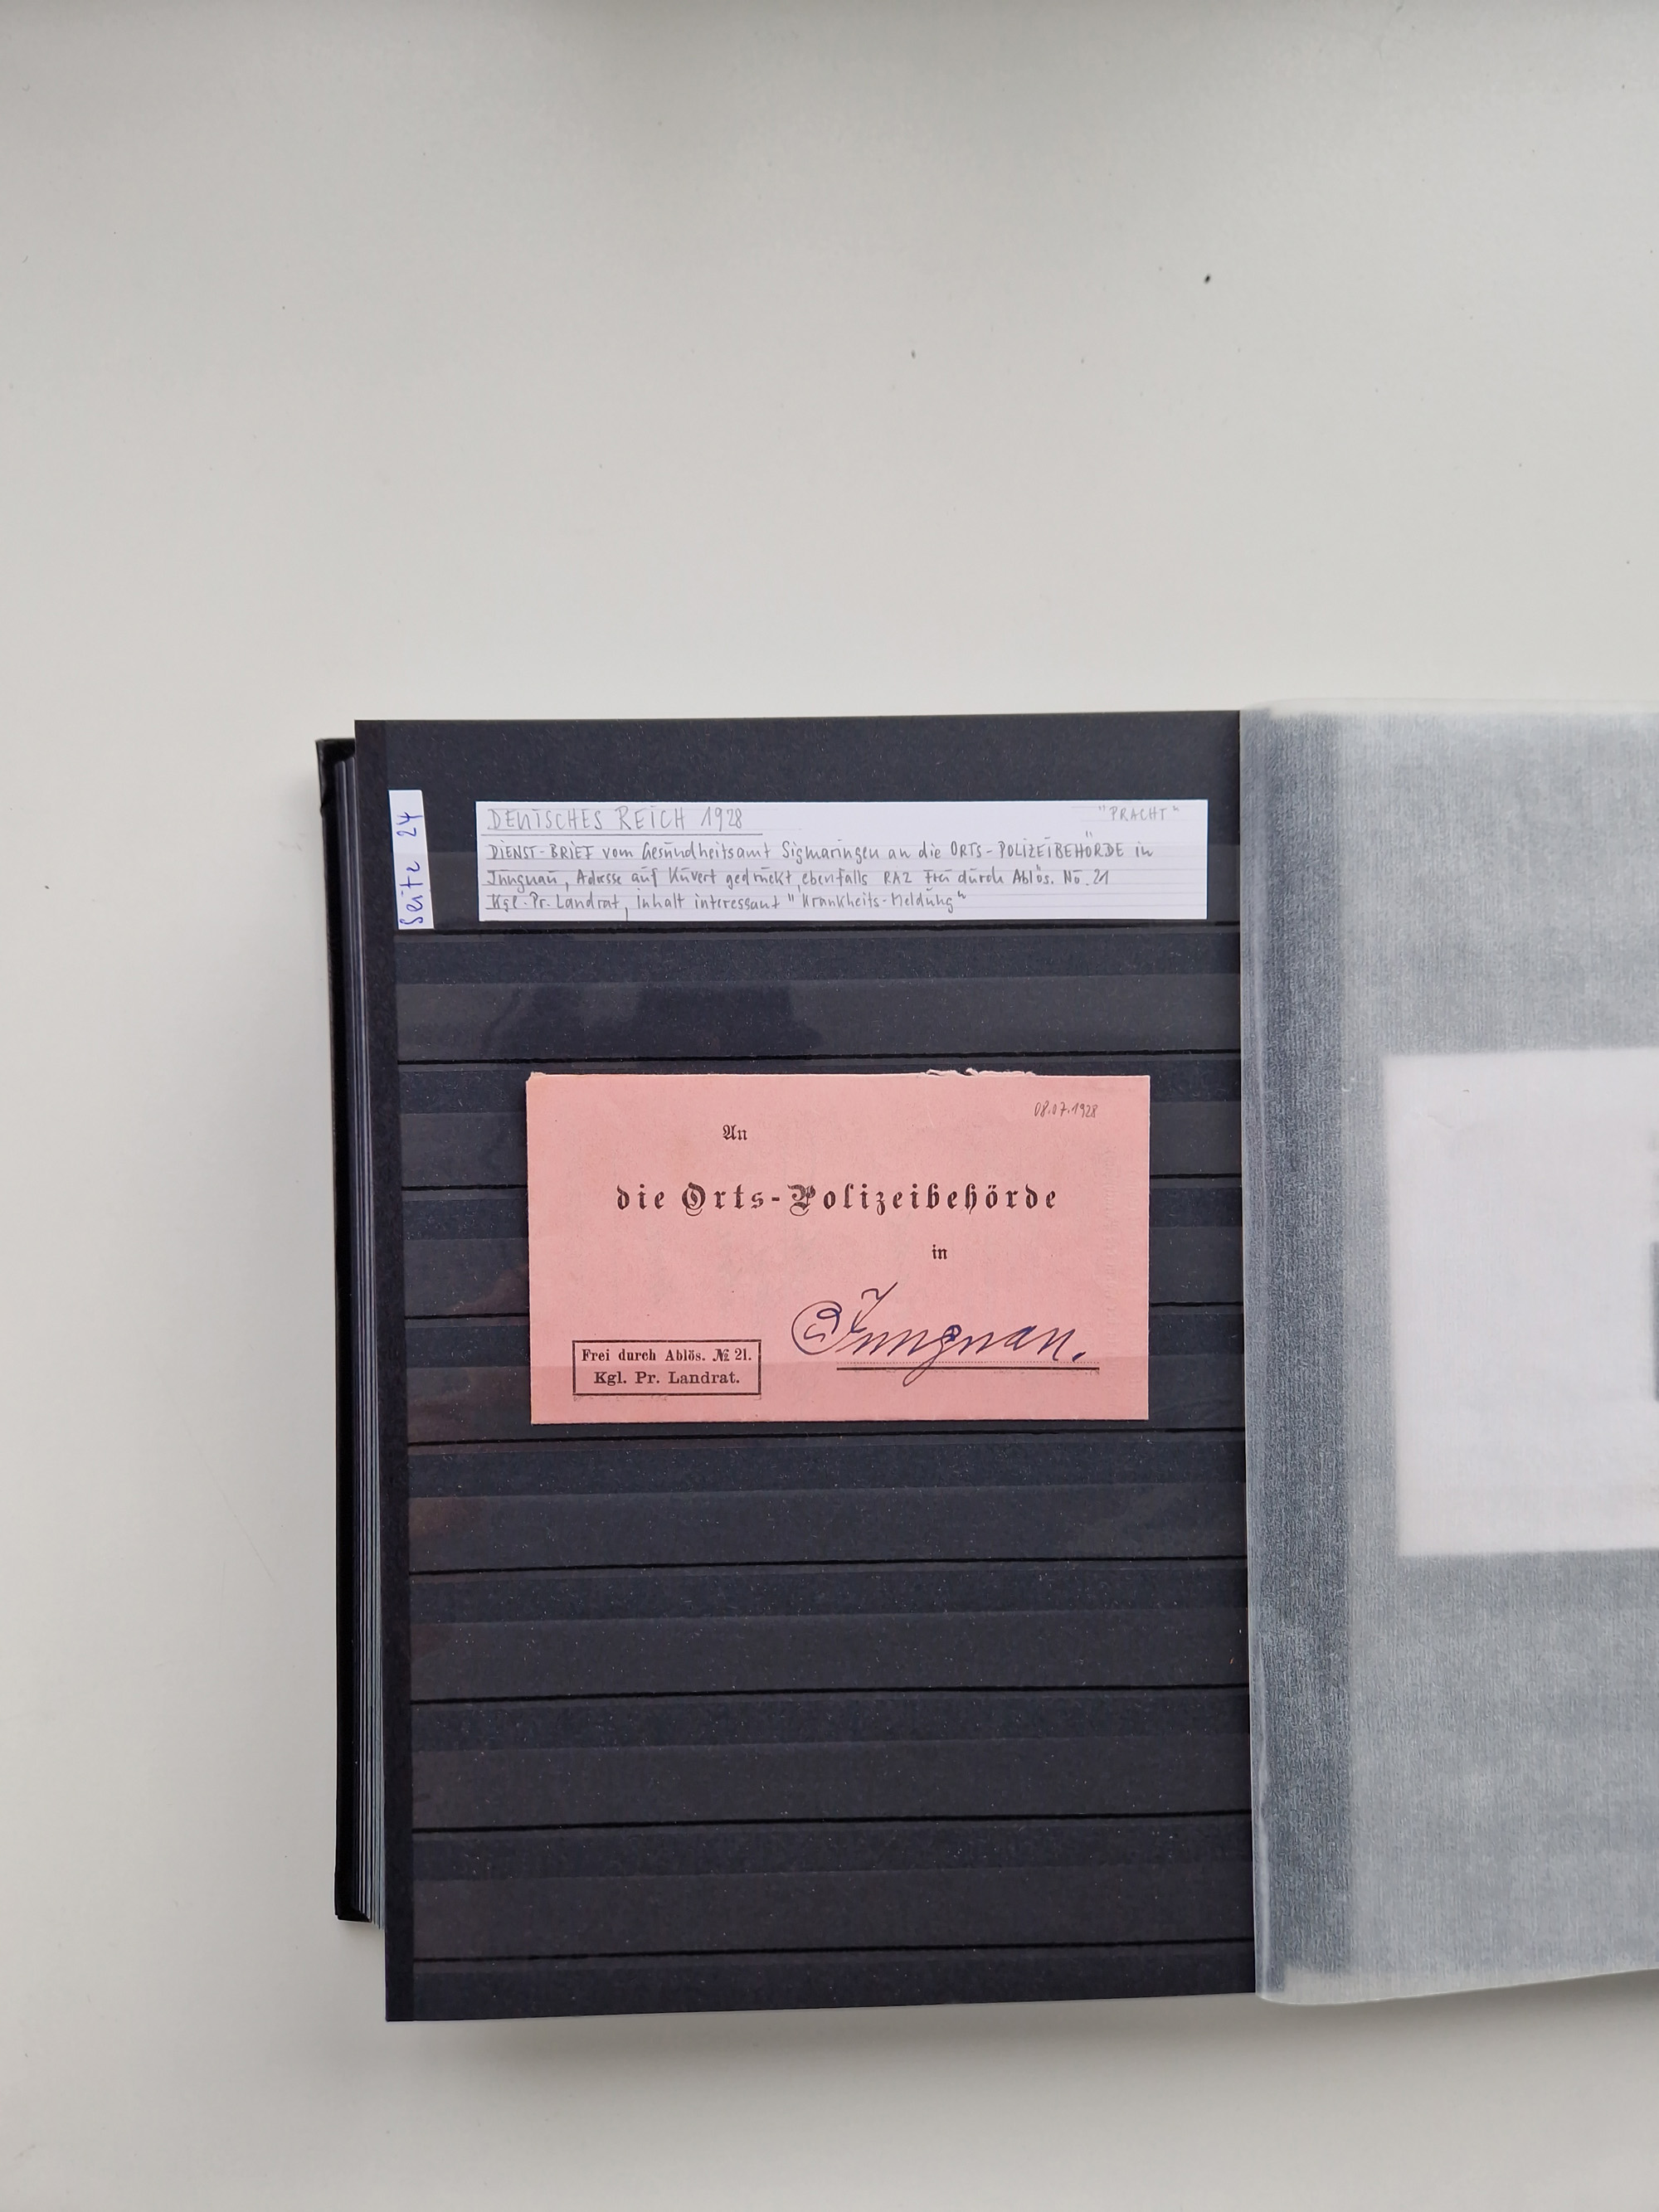 Seite 24
DEUTSCHES REICH 1928 "PRACHT"
DIENST-BRIEF vom Gesundheitsamt Sigmaringen an die ORTS-POLIZEIBEHÖRDE" in
Jungnau, Adresse auf Kuvert gedruckt, ebenfalls RA2 Frei durch Ablös. No. 21
Kgl.-Pr. Landrat, inhalt interessant "Krankheits-Meldung"
08.07.1928
An
die Orts-Polizeibehörde
in
Jungnau.
Frei durch Ablös. № 21.
Kgl. Pr. Landrat.